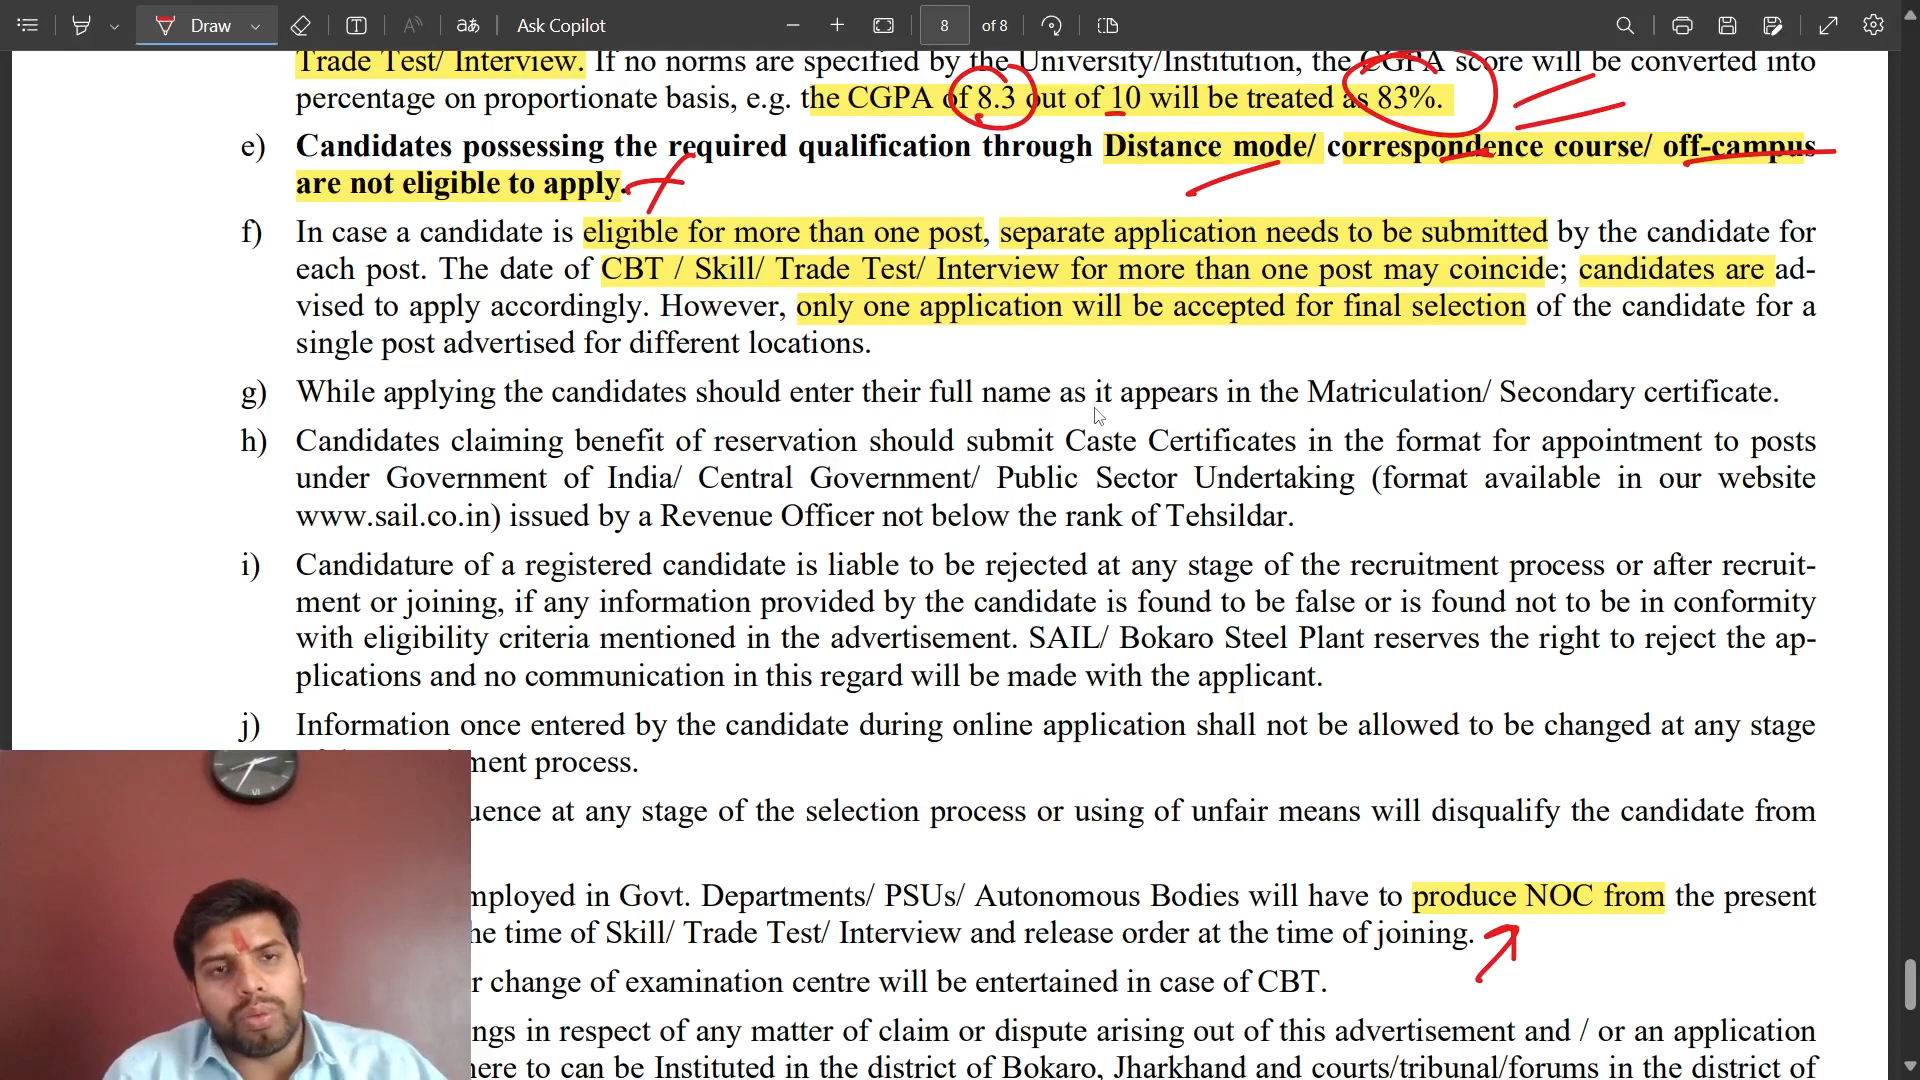 Draw
Ask Copilot
8 of 8
Trade Test/ Interview. If no norms are specified by the University/Institution, the CGPA score will be converted into
percentage on proportionate basis, e.g. the CGPA of 8.3 out of 10 will be treated as 83%.
e) Candidates possessing the required qualification through Distance mode/ correspondence course/ off-campus
are not eligible to apply.
f) In case a candidate is eligible for more than one post, separate application needs to be submitted by the candidate for
each post. The date of CBT / Skill/ Trade Test/ Interview for more than one post may coincide; candidates are ad-
vised to apply accordingly. However, only one application will be accepted for final selection of the candidate for a
single post advertised for different locations.
g) While applying the candidates should enter their full name as it appears in the Matriculation/ Secondary certificate.
h) Candidates claiming benefit of reservation should submit Caste Certificates in the format for appointment to posts
under Government of India/ Central Government/ Public Sector Undertaking (format available in our website
www.sail.co.in) issued by a Revenue Officer not below the rank of Tehsildar.
i) Candidature of a registered candidate is liable to be rejected at any stage of the recruitment process or after recruit-
ment or joining, if any information provided by the candidate is found to be false or is found not to be in conformity
with eligibility criteria mentioned in the advertisement. SAIL/ Bokaro Steel Plant reserves the right to reject the ap-
plications and no communication in this regard will be made with the applicant.
j) Information once entered by the candidate during online application shall not be allowed to be changed at any stage
ment process.
uence at any stage of the selection process or using of unfair means will disqualify the candidate from
mployed in Govt. Departments/ PSUs/ Autonomous Bodies will have to produce NOC from the present
he time of Skill/ Trade Test/ Interview and release order at the time of joining.
r change of examination centre will be entertained in case of CBT.
ngs in respect of any matter of claim or dispute arising out of this advertisement and / or an application
here to can be Instituted in the district of Bokaro, Jharkhand and courts/tribunal/forums in the district of